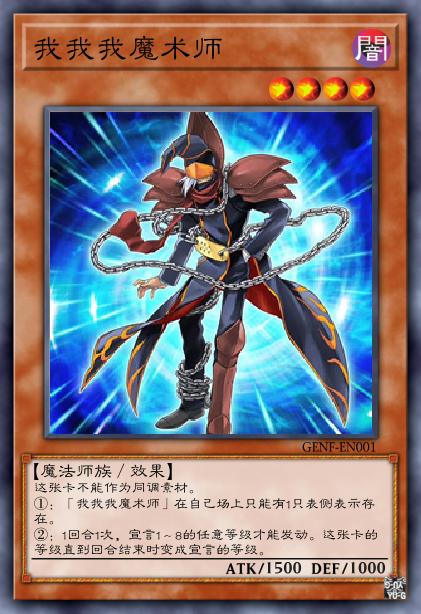 我我我魔术师
闇
GENF-EN001
【魔法师族／效果】
这张卡不能作为同调素材。
①：「我我我魔术师」在自己场上只能有1只表侧表示存
在。
②：1回合1次，宣言1～8的任意等级才能发动。这张卡的
等级直到回合结束时变成宣言的等级。
ATK/1500 DEF/1000